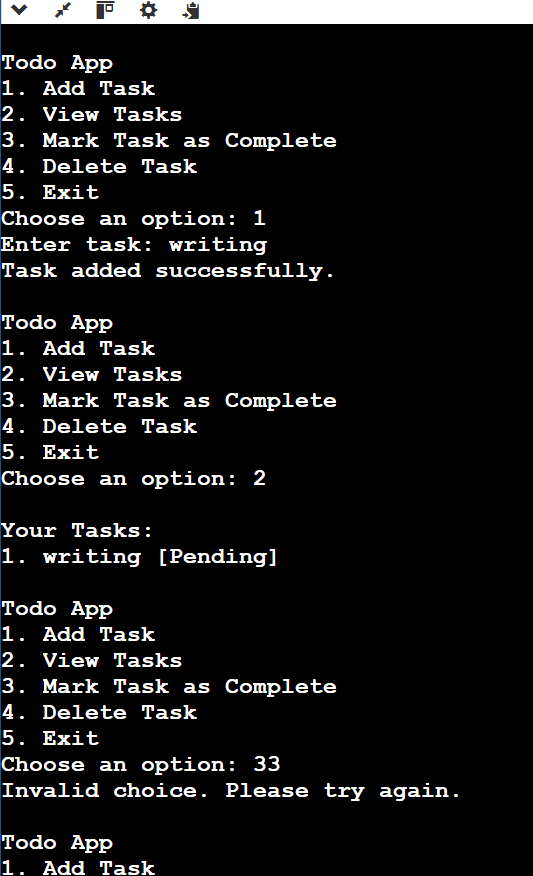 Todo App
1. Add Task
2. View Tasks
3. Mark Task as Complete
4. Delete Task
5. Exit
Choose an option: 1
Enter task: writing
Task added successfully.
Todo App
1. Add Task
2. View Tasks
3. Mark Task as Complete
4. Delete Task
5. Exit
Choose an option: 2
Your Tasks:
1. writing [Pending]
Todo App
1. Add Task
2. View Tasks
3. Mark Task as Complete
4. Delete Task
5. Exit
Choose an option: 33
Invalid choice. Please try again.
Todo App
1. Add Task